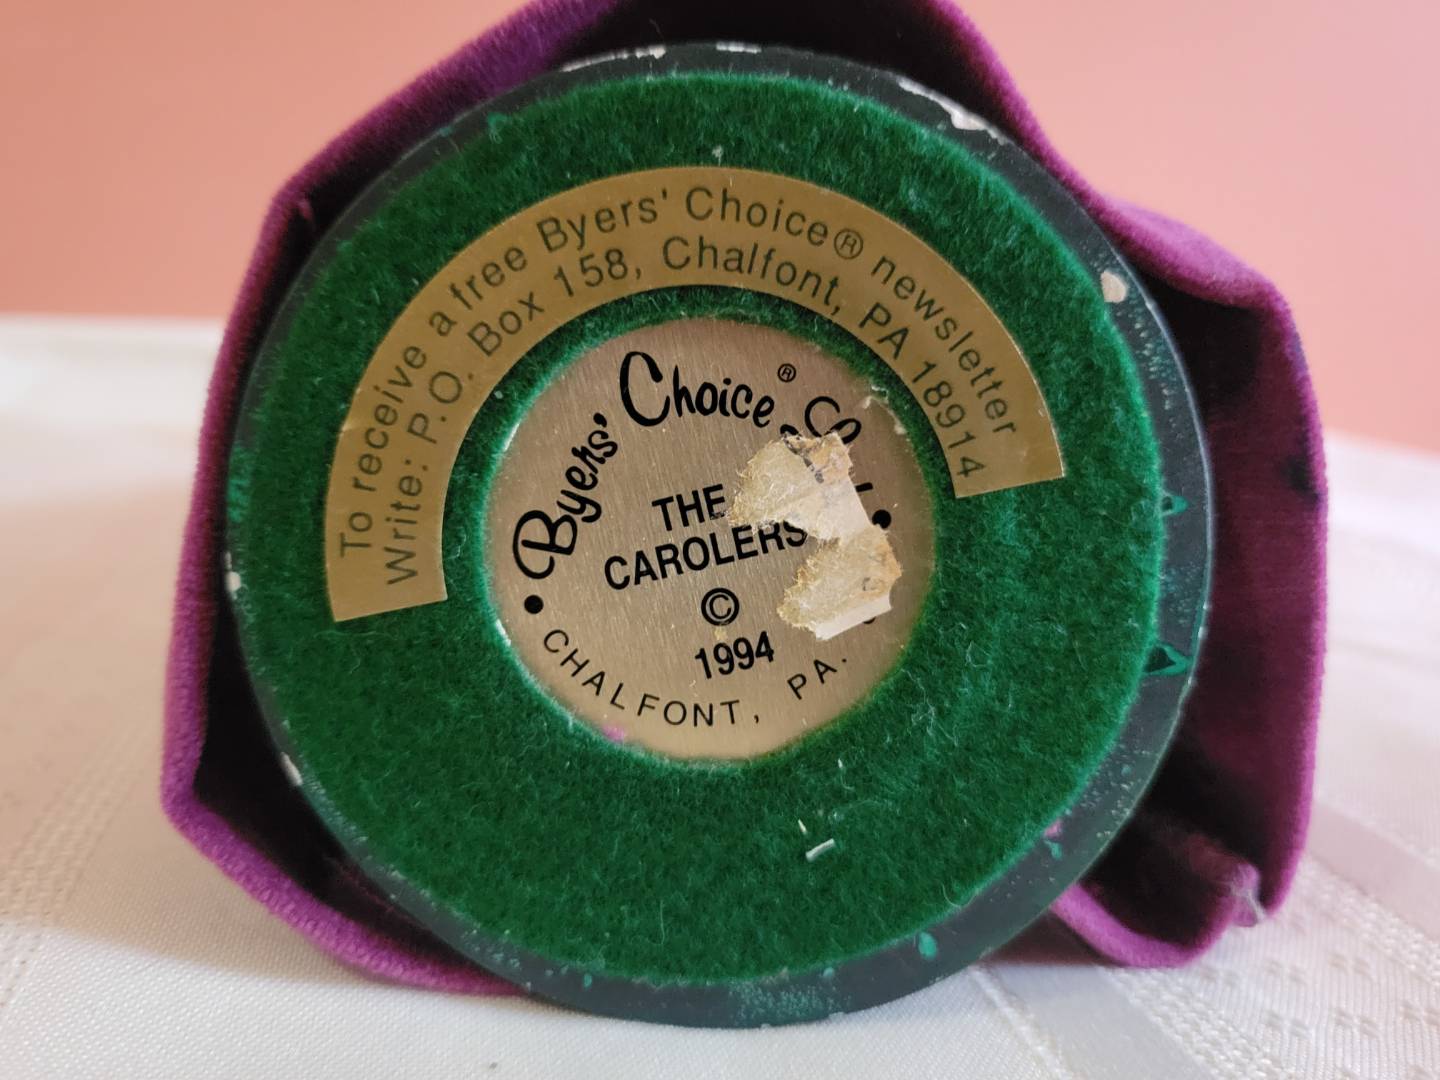 To receive a free Byers' Choice® newsletter
Write: P.O. Box 158, Chalfont, PA 18914
Byers' Choice®
THE
CAROLERS
©
1994
• CHALFONT, PA. •